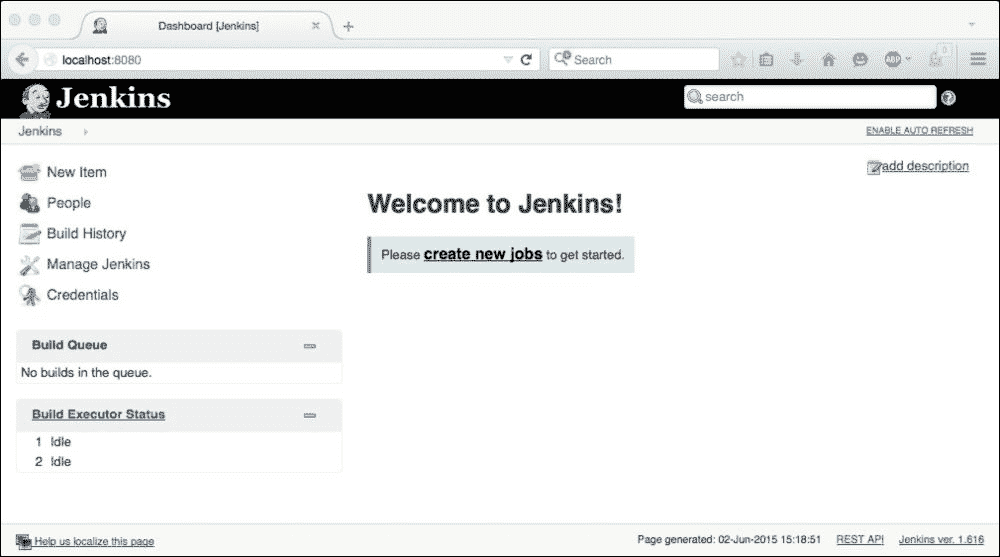 Dashboard [Jenkins]
localhost:8080
Search
ABP
0
Jenkins
search
Jenkins
ENABLE AUTO REFRESH
add description
New Item
People
Build History
Manage Jenkins
Credentials
Welcome to Jenkins!
Please create new jobs to get started.
Build Queue
No builds in the queue.
Build Executor Status
1 Idle
2 Idle
Help us localize this page
Page generated: 02-Jun-2015 15:18:51 REST API Jenkins ver. 1.616